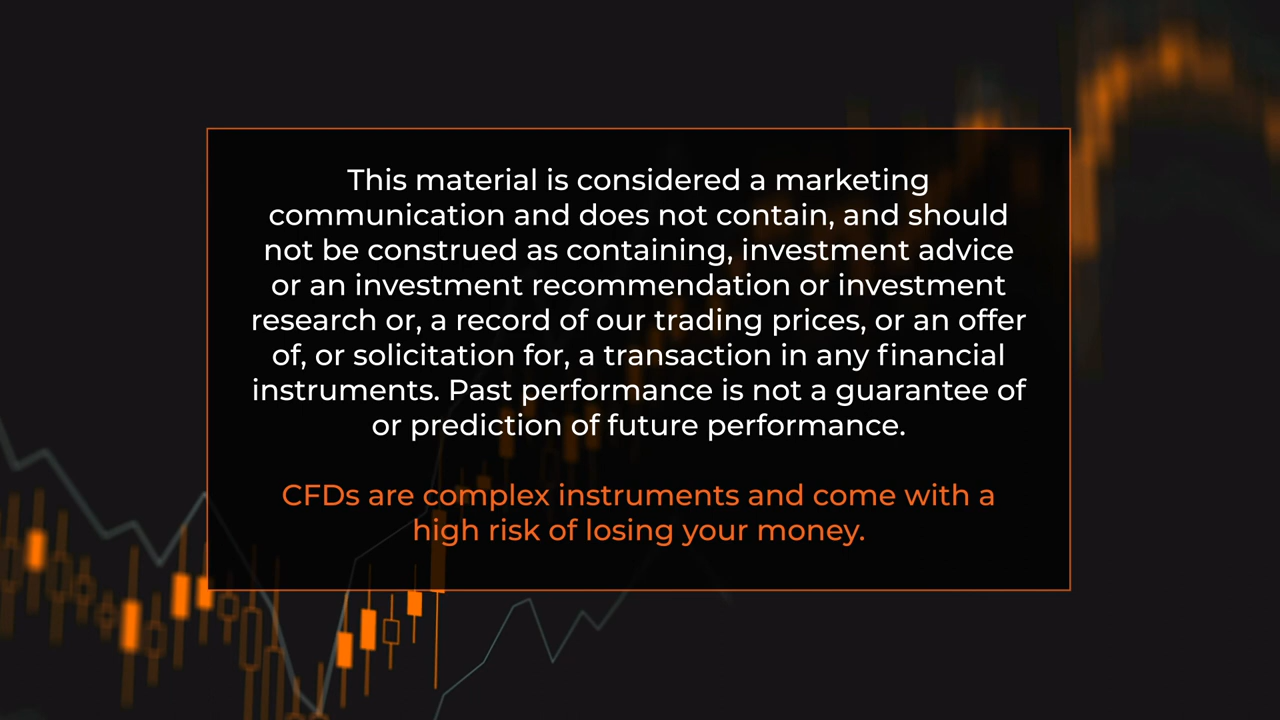 This material is considered a marketing
communication and does not contain, and should
not be construed as containing, investment advice
or an investment recommendation or investment
research or, a record of our trading prices, or an offer
of, or solicitation for, a transaction in any financial
instruments. Past performance is not a guarantee of
or prediction of future performance.
CFDs are complex instruments and come with a
high risk of losing your money.